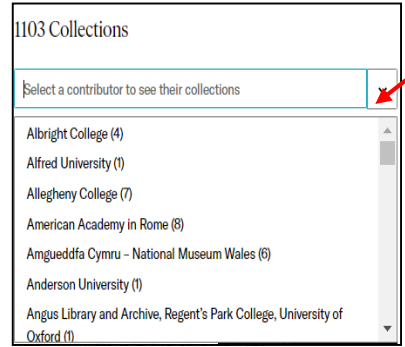 1103 Collections
Select a contributor to see their collections
Albright College (4)
Alfred University (1)
Allegheny College (7)
American Academy in Rome (8)
Amgueddfa Cymru – National Museum Wales (6)
Anderson University (1)
Angus Library and Archive, Regent's Park College, University of
Oxford (1)